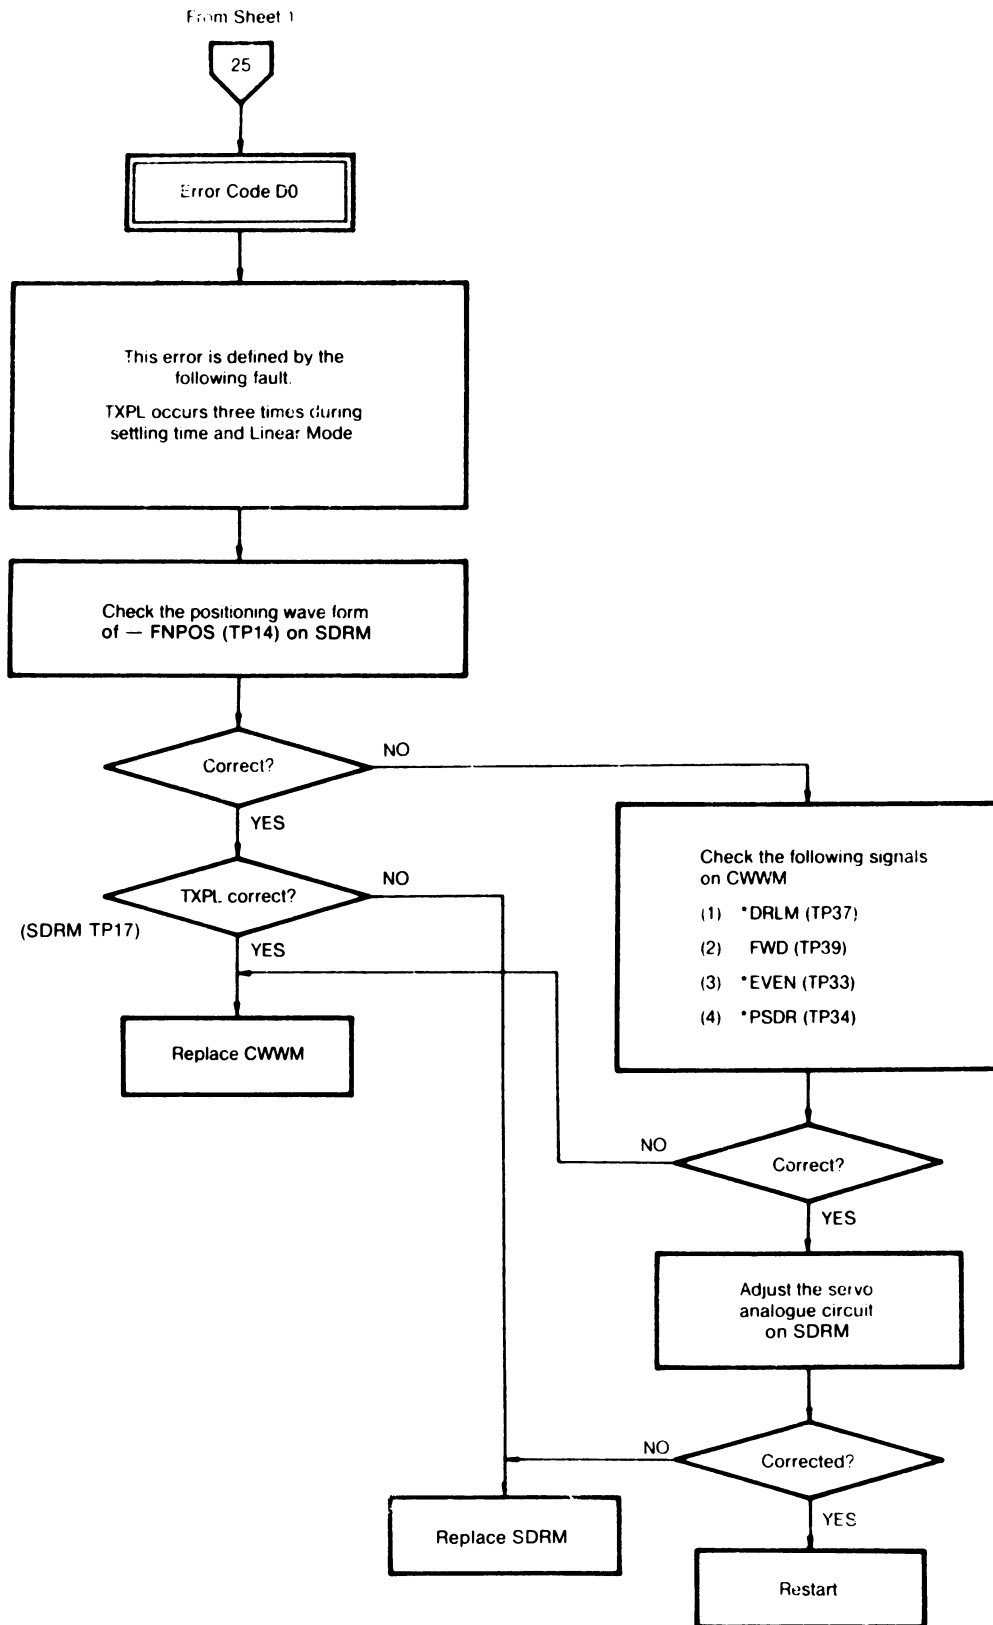 From Sheet 1
25
Error Code D0
This error is defined by the
following fault.
TXPL occurs three times during
settling time and Linear Mode
Check the positioning wave form
of — FNPOS (TP14) on SDRM
Correct?
NO
YES
TXPL correct?
NO
(SDRM TP17)
YES
Replace CWWM
Check the following signals
on CWWM
(1) *DRLM (TP37)
(2) FWD (TP39)
(3) *EVEN (TP33)
(4) *PSDR (TP34)
NO
Correct?
YES
Adjust the servo
analogue circuit
on SDRM
NO
Corrected?
YES
Replace SDRM
Restart